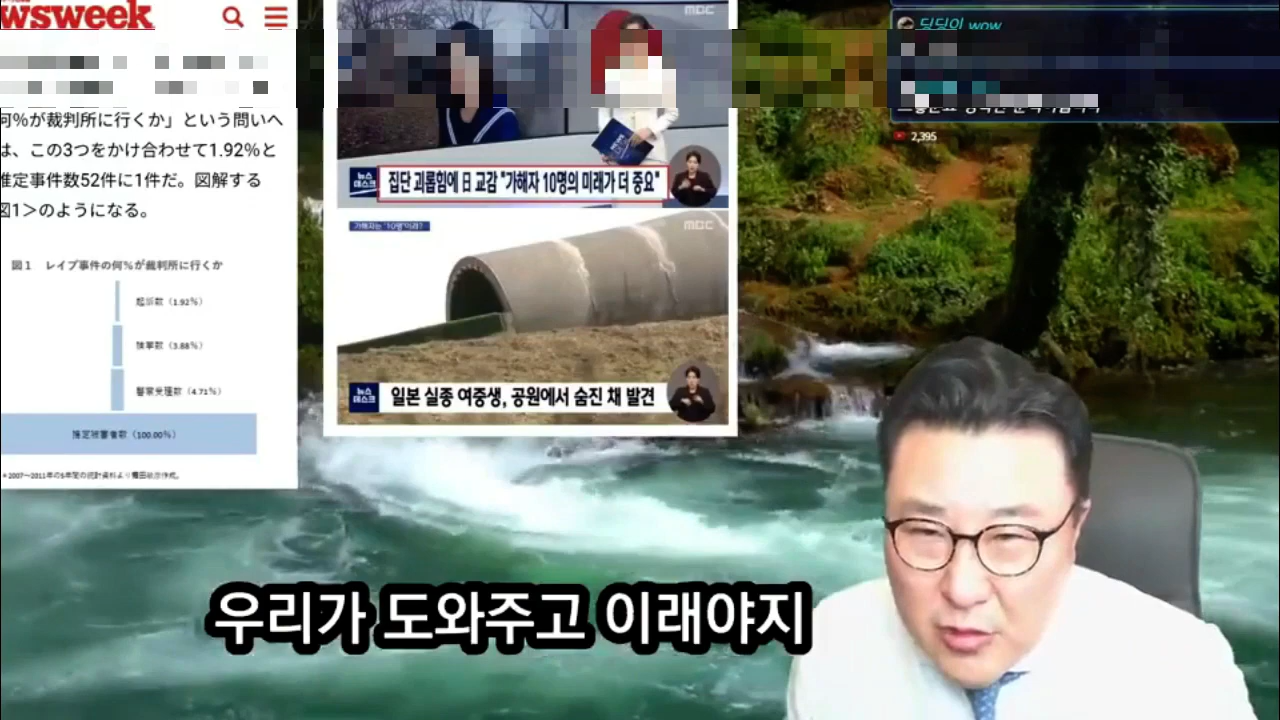 wsweek
何％が裁判所に行くか」という問いへ
は、この3つをかけ合わせて1.92％と
推定事件数52件に1件だ。図解する
図1＞のようになる。
図１　レイプ事件の何％が裁判所に行くか
起訴数（1.92％）
検挙数（3.88％）
警察受理数（4.71％）
推定被害者数（100.00％）
MBC
뉴스
데스크
집단 괴롭힘에 日 교감 "가해자 10명의 미래가 더 중요"
가해자는 '10명'이라?
MBC
뉴스
데스크
일본 실종 여중생, 공원에서 숨진 채 발견
딩딩이 wow
2,395
우리가 도와주고 이래야지